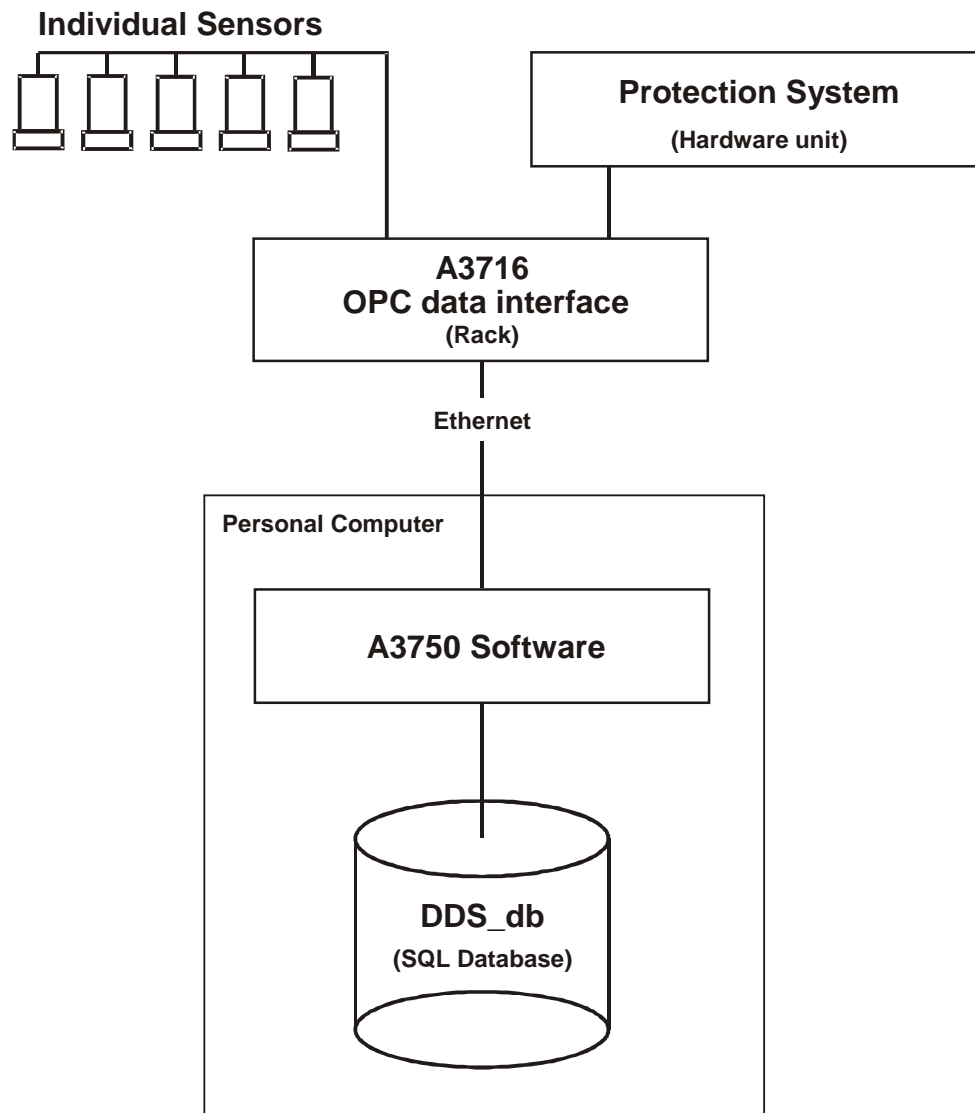 Individual Sensors
Protection System
(Hardware unit)
A3716
OPC data interface
(Rack)
Ethernet
Personal Computer
A3750 Software
DDS_db
(SQL Database)